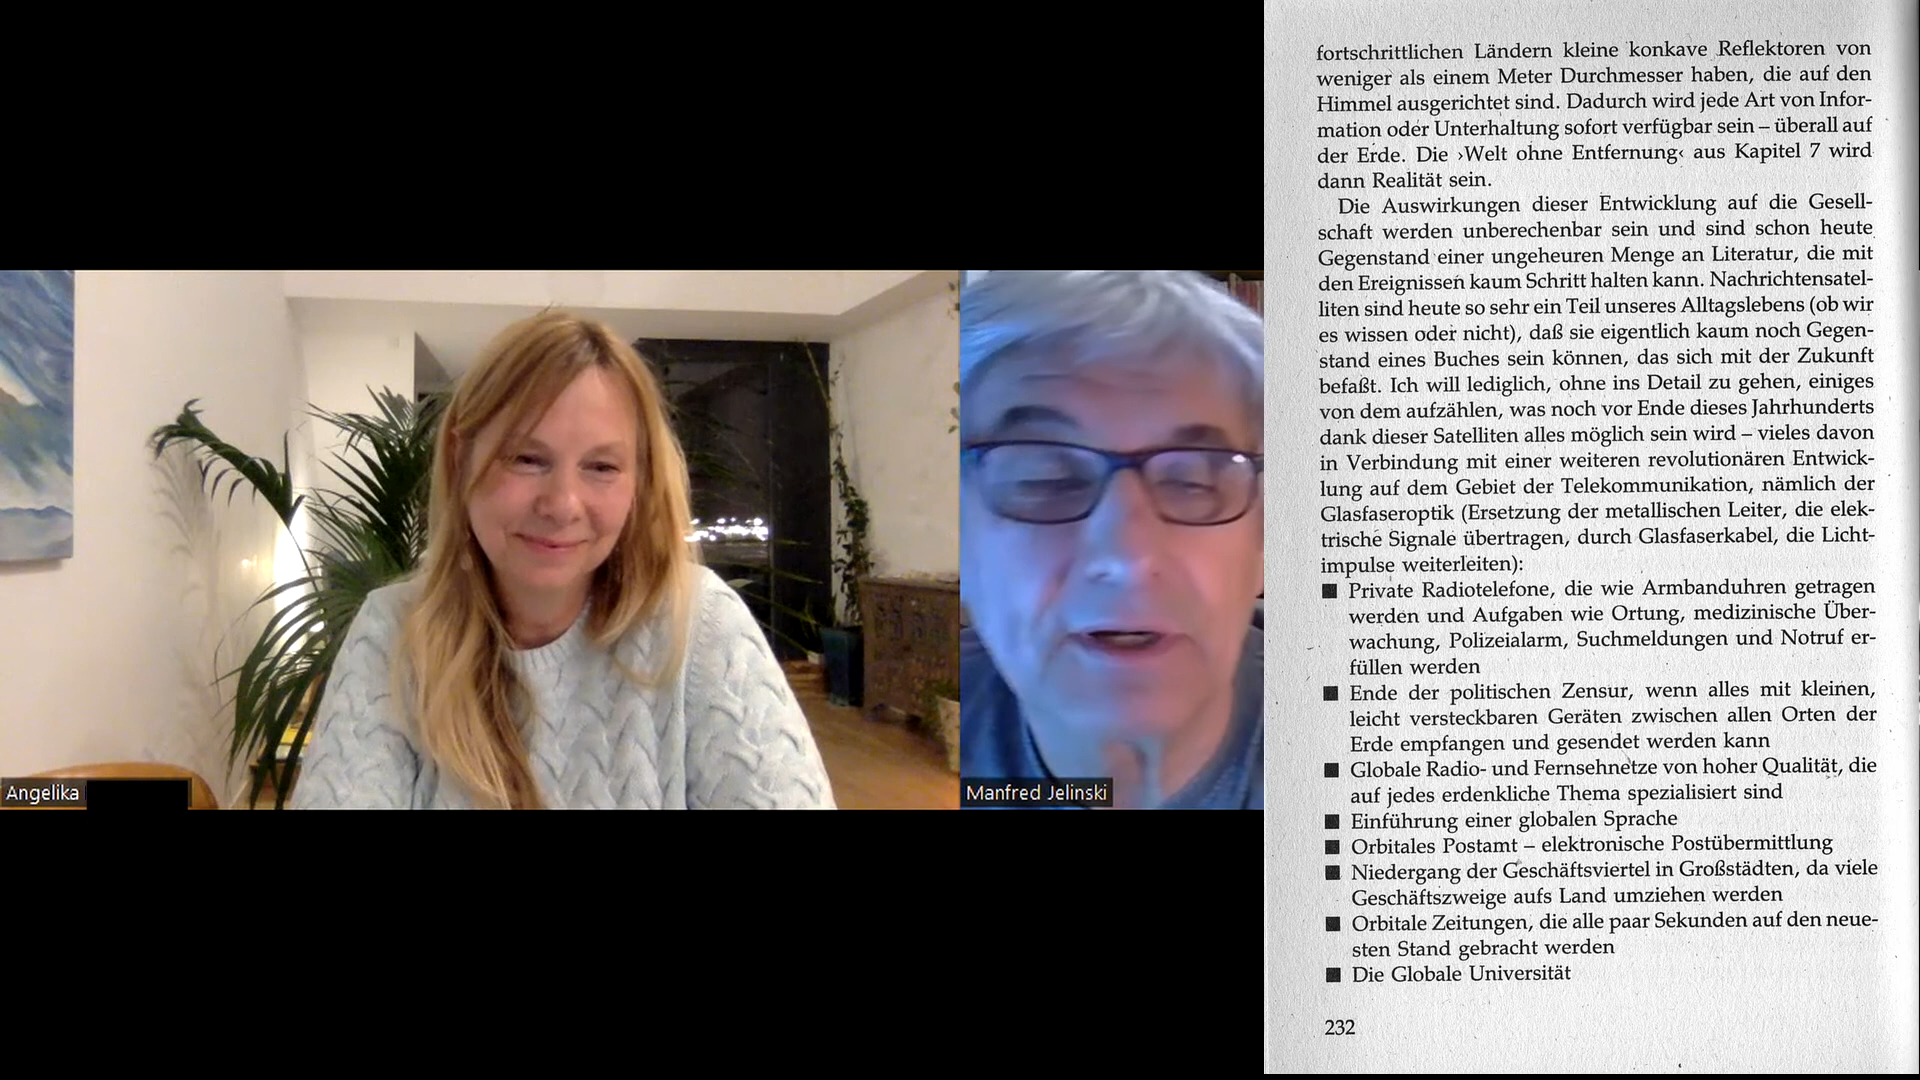 Angelika
Manfred Jelinski
fortschrittlichen Ländern kleine konkave Reflektoren von
weniger als einem Meter Durchmesser haben, die auf den
Himmel ausgerichtet sind. Dadurch wird jede Art von Infor-
mation oder Unterhaltung sofort verfügbar sein – überall auf
der Erde. Die ›Welt ohne Entfernung‹ aus Kapitel 7 wird
dann Realität sein.
Die Auswirkungen dieser Entwicklung auf die Gesell-
schaft werden unberechenbar sein und sind schon heute
Gegenstand einer ungeheuren Menge an Literatur, die mit
den Ereignissen kaum Schritt halten kann. Nachrichtensatel-
liten sind heute so sehr ein Teil unseres Alltagslebens (ob wir
es wissen oder nicht), daß sie eigentlich kaum noch Gegen-
stand eines Buches sein können, das sich mit der Zukunft
befaßt. Ich will lediglich, ohne ins Detail zu gehen, einiges
von dem aufzählen, was noch vor Ende dieses Jahrhunderts
dank dieser Satelliten alles möglich sein wird – vieles davon
in Verbindung mit einer weiteren revolutionären Entwick-
lung auf dem Gebiet der Telekommunikation, nämlich der
Glasfaseroptik (Ersetzung der metallischen Leiter, die elek-
trische Signale übertragen, durch Glasfaserkabel, die Licht-
impulse weiterleiten):
■ Private Radiotelefone, die wie Armbanduhren getragen
werden und Aufgaben wie Ortung, medizinische Über-
wachung, Polizeialarm, Suchmeldungen und Notruf er-
füllen werden
■ Ende der politischen Zensur, wenn alles mit kleinen,
leicht versteckbaren Geräten zwischen allen Orten der
Erde empfangen und gesendet werden kann
■ Globale Radio- und Fernsehnetze von hoher Qualität, die
auf jedes erdenkliche Thema spezialisiert sind
■ Einführung einer globalen Sprache
■ Orbitales Postamt – elektronische Postübermittlung
■ Niedergang der Geschäftsviertel in Großstädten, da viele
Geschäftszweige aufs Land umziehen werden
■ Orbitale Zeitungen, die alle paar Sekunden auf den neue-
sten Stand gebracht werden
■ Die Globale Universität
232